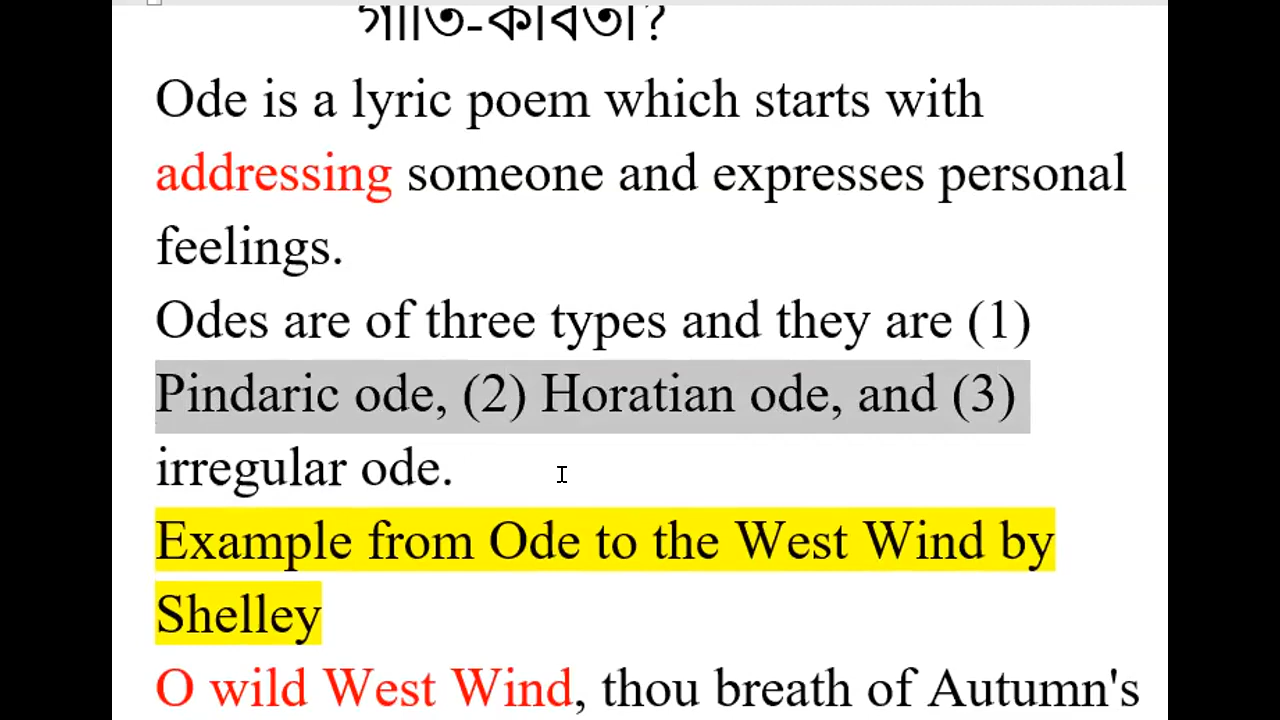 গীতি-কবিতা?
Ode is a lyric poem which starts with
addressing someone and expresses personal
feelings.
Odes are of three types and they are (1)
Pindaric ode, (2) Horatian ode, and (3)
irregular ode.
Example from Ode to the West Wind by
Shelley
O wild West Wind, thou breath of Autumn's